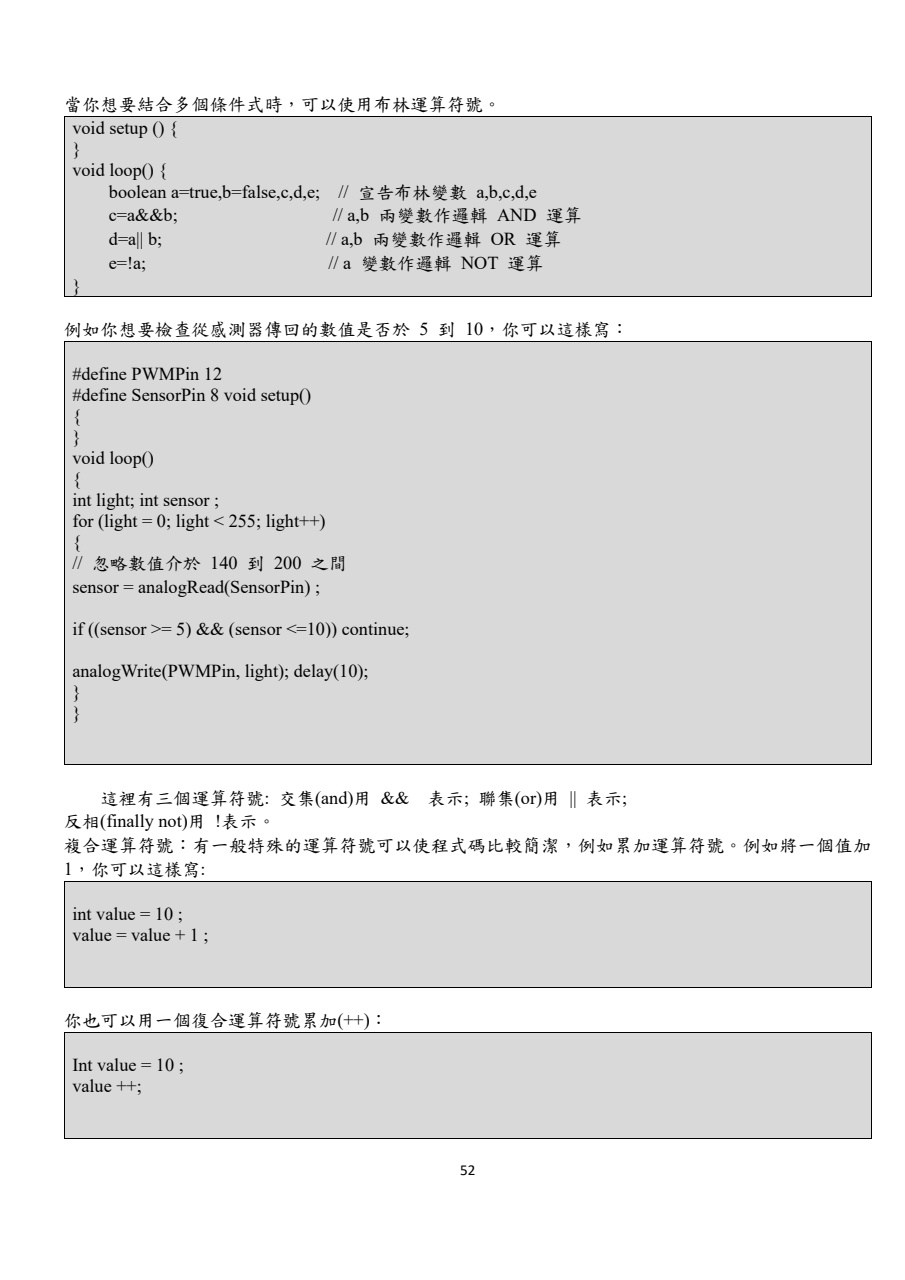 當你想要結合多個條件式時，可以使用布林運算符號。
void setup () {
}
void loop() {
boolean a=true,b=false,c,d,e; // 宣告布林變數 a,b,c,d,e
c=a&&b; // a,b 兩變數作邏輯 AND 運算
d=a|| b; // a,b 兩變數作邏輯 OR 運算
e=!a; // a 變數作邏輯 NOT 運算
}
例如你想要檢查從感測器傳回的數值是否於 5 到 10，你可以這樣寫：
#define PWMPin 12
#define SensorPin 8 void setup()
{
}
void loop()
{
int light; int sensor ;
for (light = 0; light < 255; light++)
{
// 忽略數值介於 140 到 200 之間
sensor = analogRead(SensorPin) ;
if ((sensor >= 5) && (sensor <=10)) continue;
analogWrite(PWMPin, light); delay(10);
}
}
這裡有三個運算符號: 交集(and)用 && 表示; 聯集(or)用 || 表示;
反相(finally not)用 !表示。
複合運算符號：有一般特殊的運算符號可以使程式碼比較簡潔，例如累加運算符號。例如將一個值加
1，你可以這樣寫:
int value = 10 ;
value = value + 1 ;
你也可以用一個復合運算符號累加(++)：
Int value = 10 ;
value ++;
52